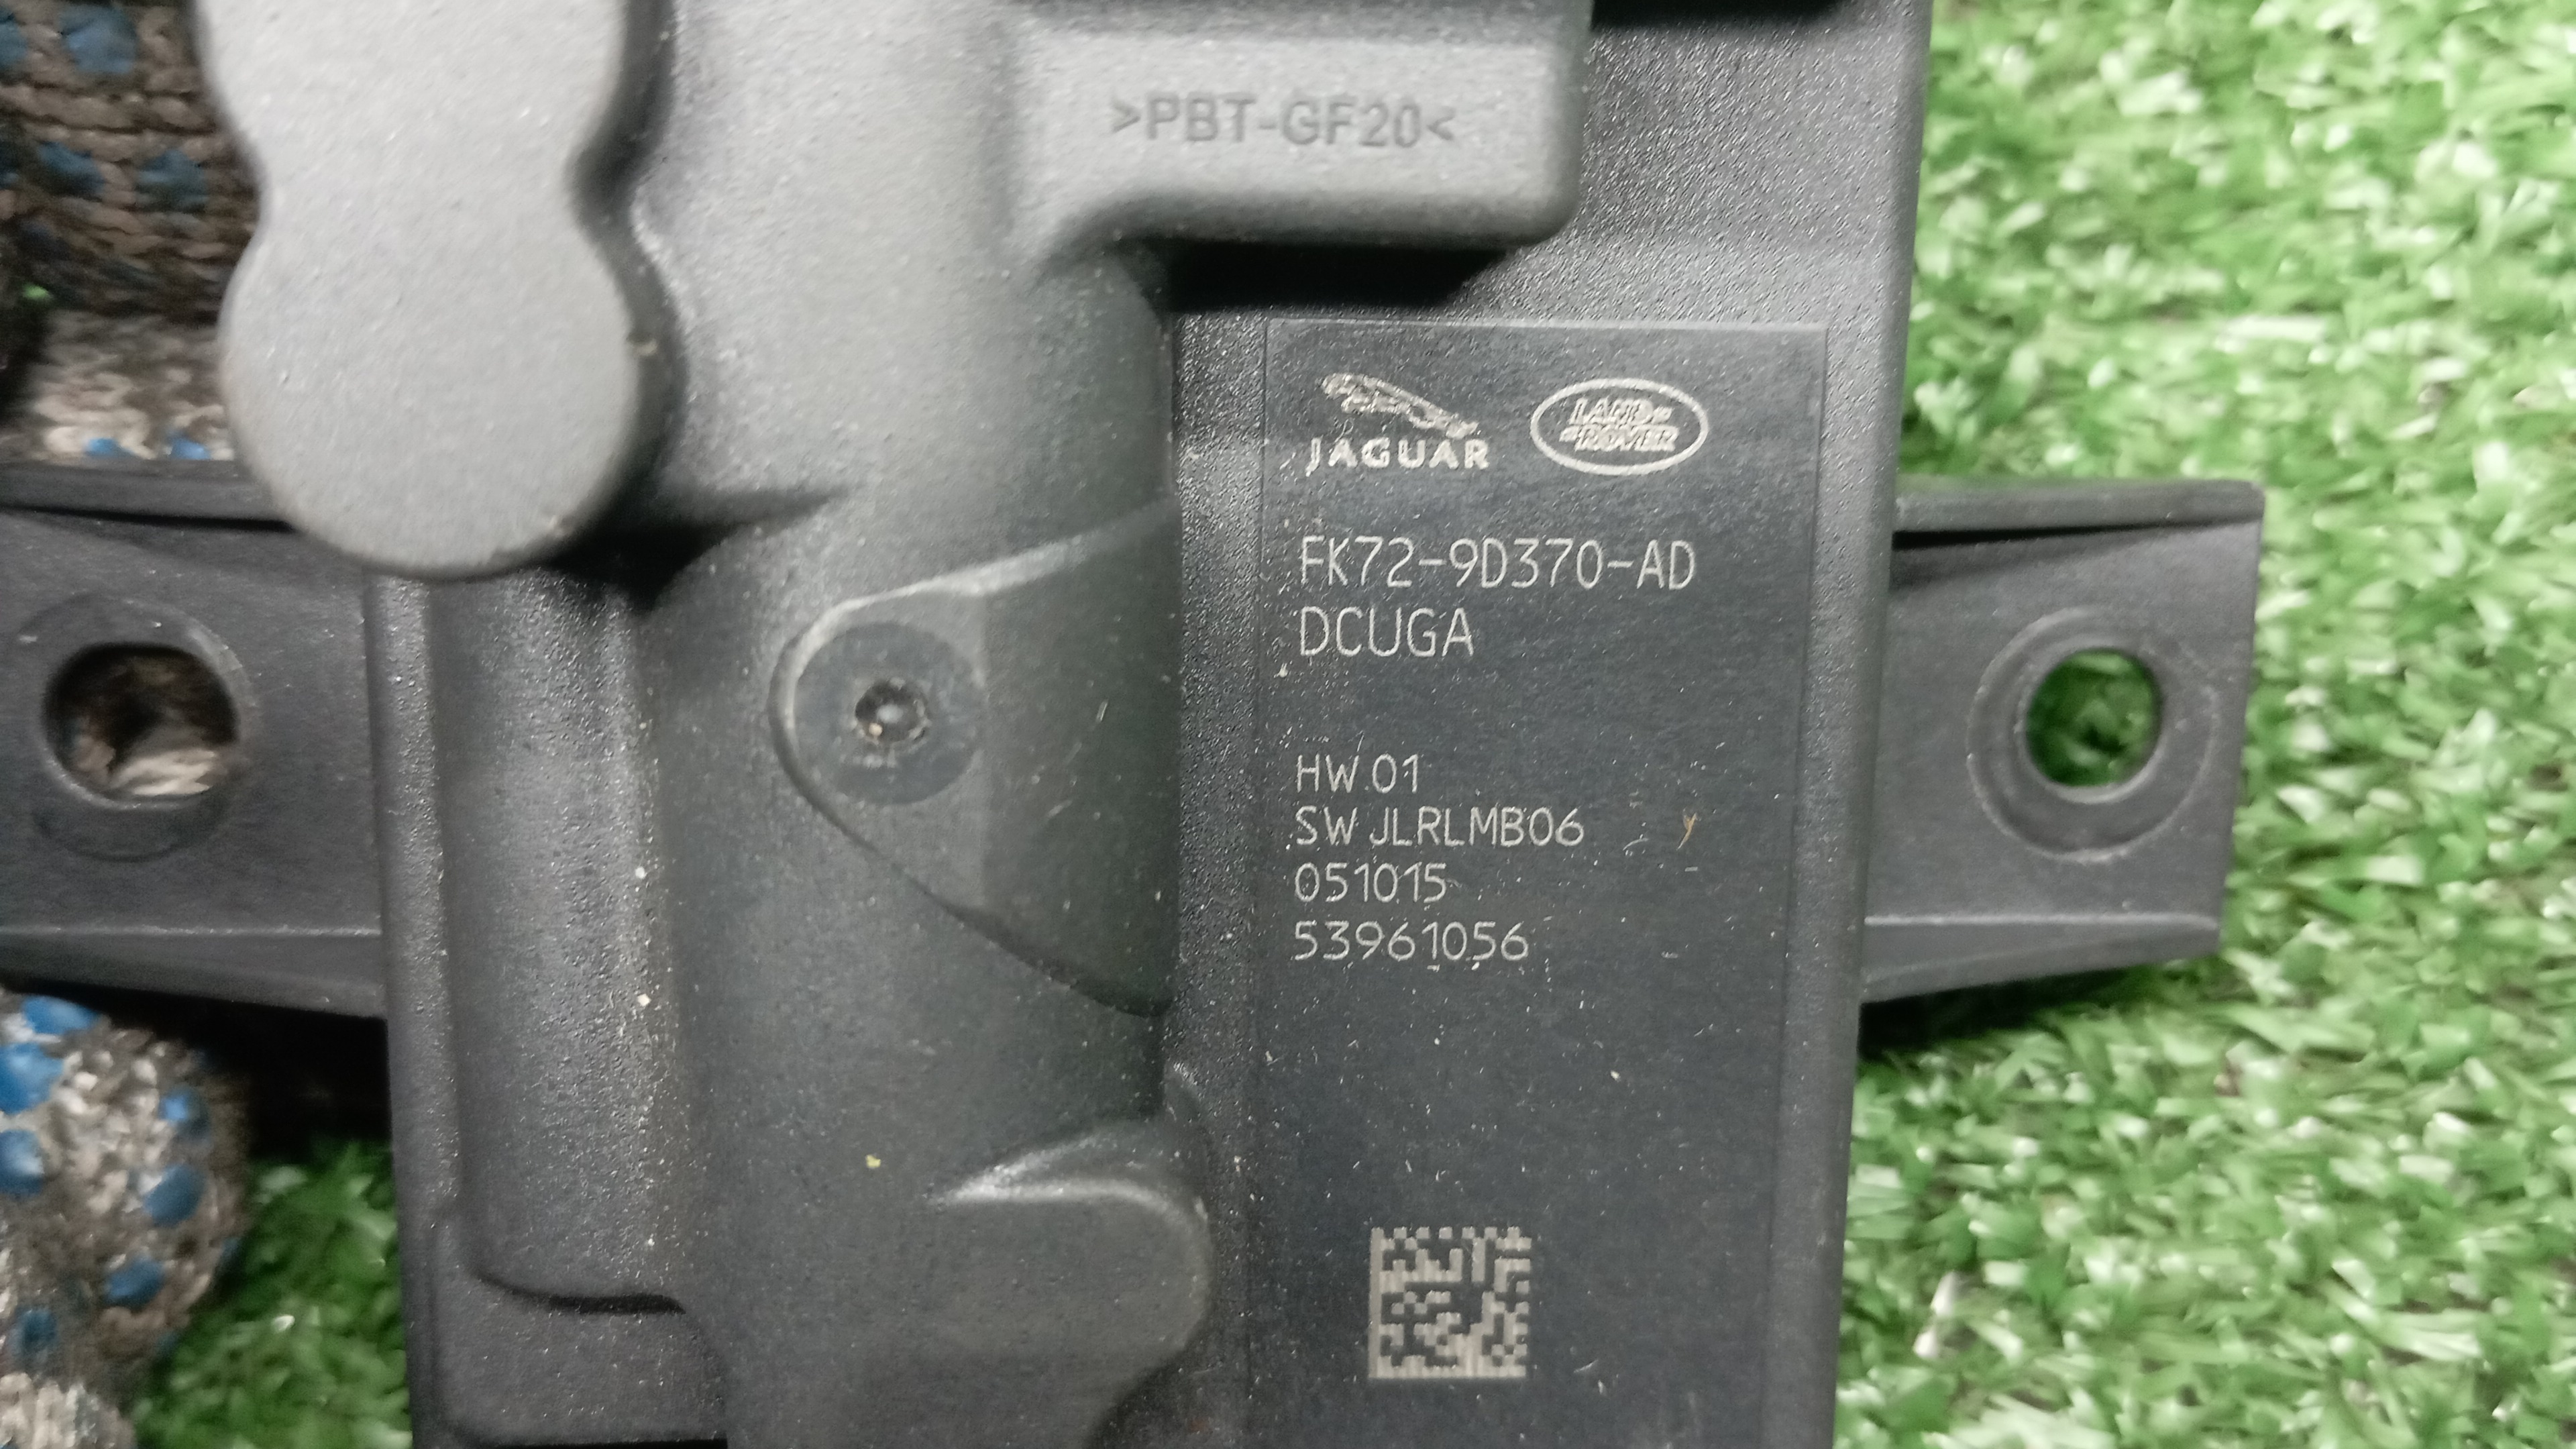 >PBT-GF20<
JAGUAR
LAND-
-ROVER
FK72-9D370-AD
DCUGA
HW 01
SW JLRLMB06
051015
53961056